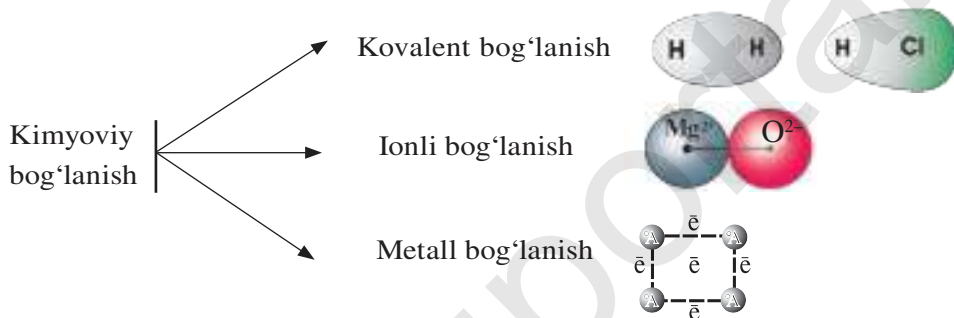 Kovalent bog‘lanish
H H H Cl
Kimyoviy
bog‘lanish
Ionli bog‘lanish
Mg²⁺ O²⁻
Metall bog‘lanish
ē
ē ē ē
ē